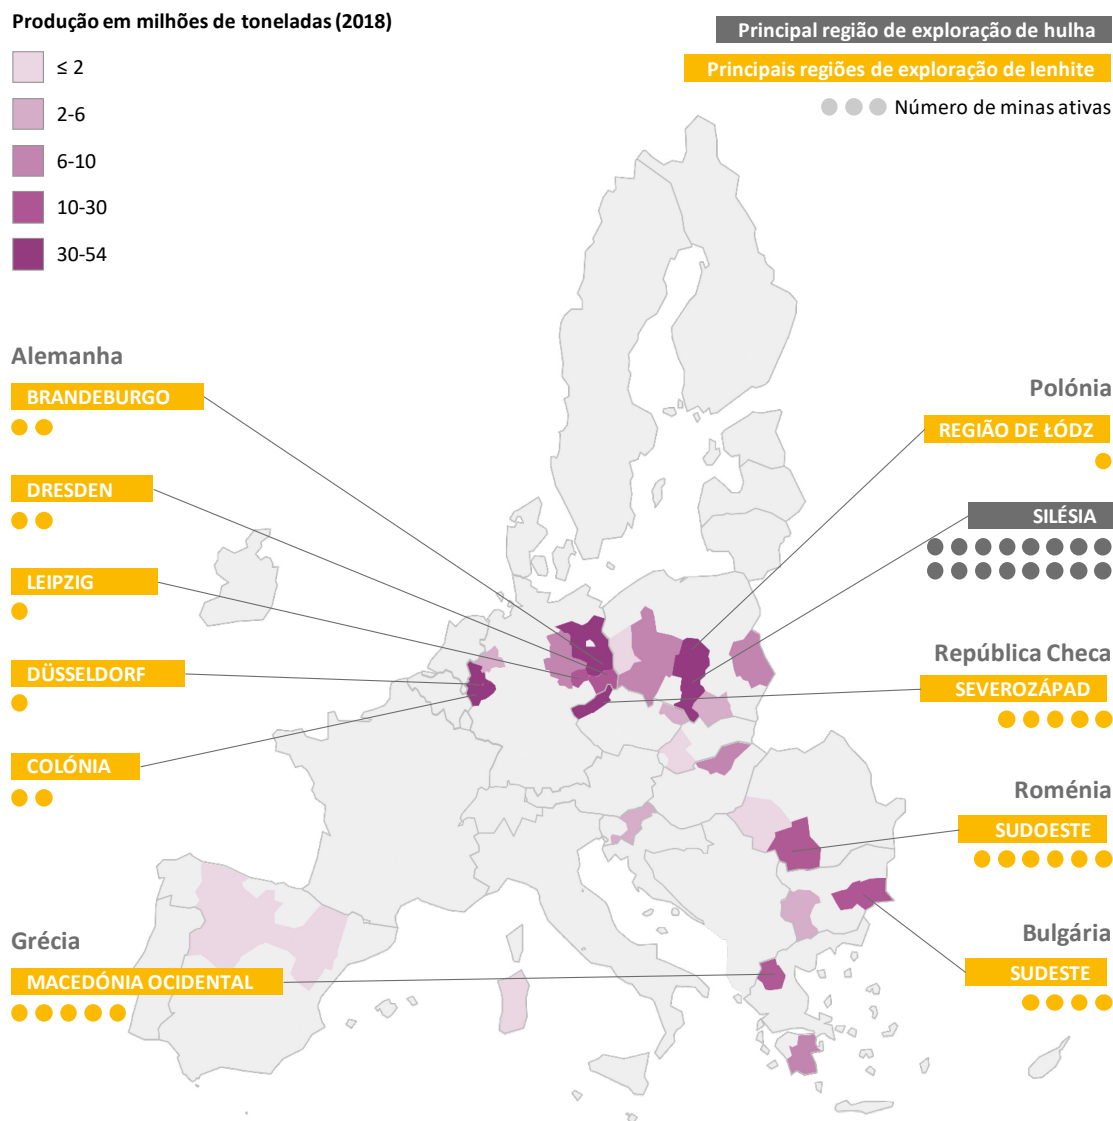 Produção em milhões de toneladas (2018)
≤ 2
2-6
6-10
10-30
30-54
Principal região de exploração de hulha
Principais regiões de exploração de lenhite
Número de minas ativas
Alemanha
BRANDEBURGO
DRESDEN
LEIPZIG
DÜSSELDORF
COLÓNIA
Grécia
MACEDÓNIA OCIDENTAL
Polónia
REGIÃO DE ŁÓDZ
SILÉSIA
República Checa
SEVEROZÁPAD
Roménia
SUDOESTE
Bulgária
SUDESTE